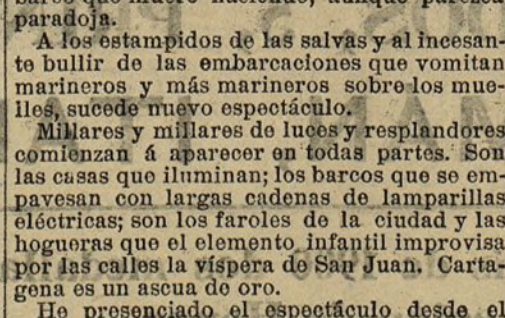 paradoja.
A los estampidos de las salvas y al incesan-
te bullir de las embarcaciones que vomitan
marineros y más marineros sobre los mue-
lles, sucede nuevo espectáculo.
Millares y millares de luces y resplandores
comienzan á aparecer en todas partes. Son
las casas que iluminan; los barcos que se em-
pavesan con largas cadenas de lamparillas
eléctricas; son los faroles de la ciudad y las
hogueras que el elemento infantil improvisa
por las calles la víspera de San Juan. Carta-
gena es un ascua de oro.
He presenciado el espectáculo desde el